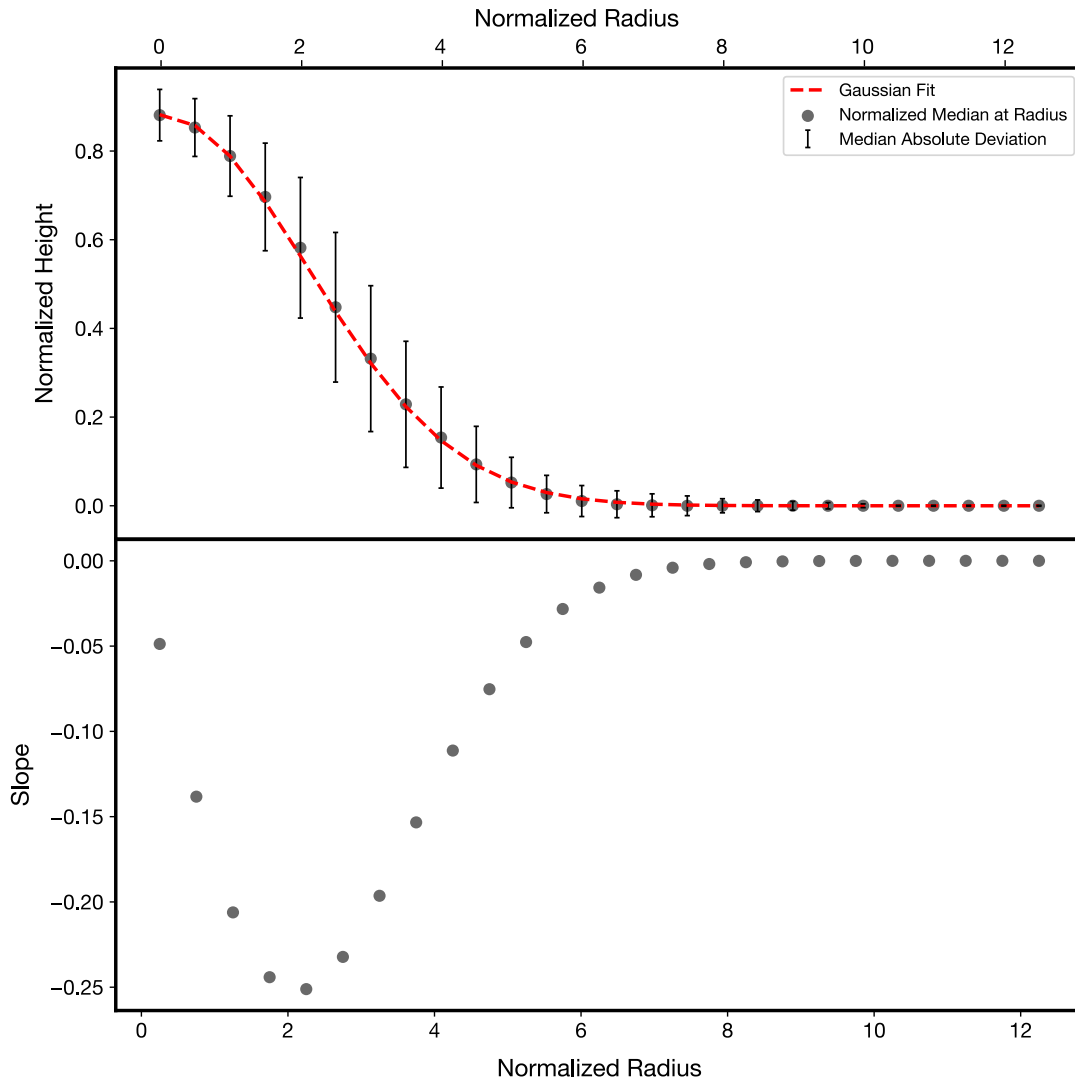 Normalized Radius
0 2 4 6 8 10 12
Gaussian Fit
Normalized Median at Radius
Median Absolute Deviation
Normalized Height
0.8
0.6
0.4
0.2
0.0
Slope
0.00
−0.05
−0.10
−0.15
−0.20
−0.25
0 2 4 6 8 10 12
Normalized Radius